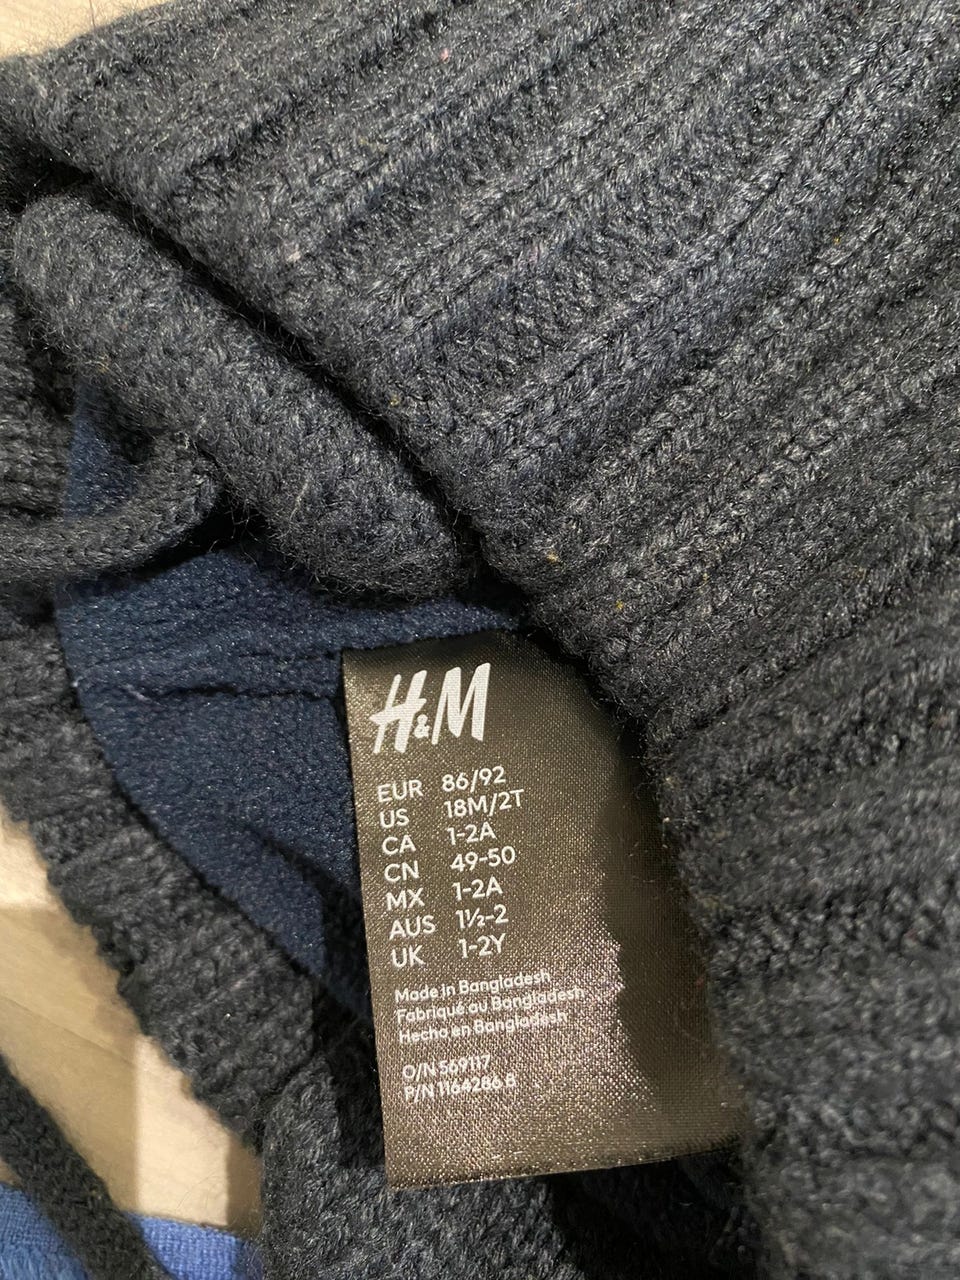 H&M
EUR 86/92
US 18M/2T
CA 1-2A
CN 49-50
MX 1-2A
AUS 1½-2
UK 1-2Y
Made in Bangladesh
Fabriqué au Bangladesh
Hecho en Bangladesh
O/N 569117
P/N 1164286.8